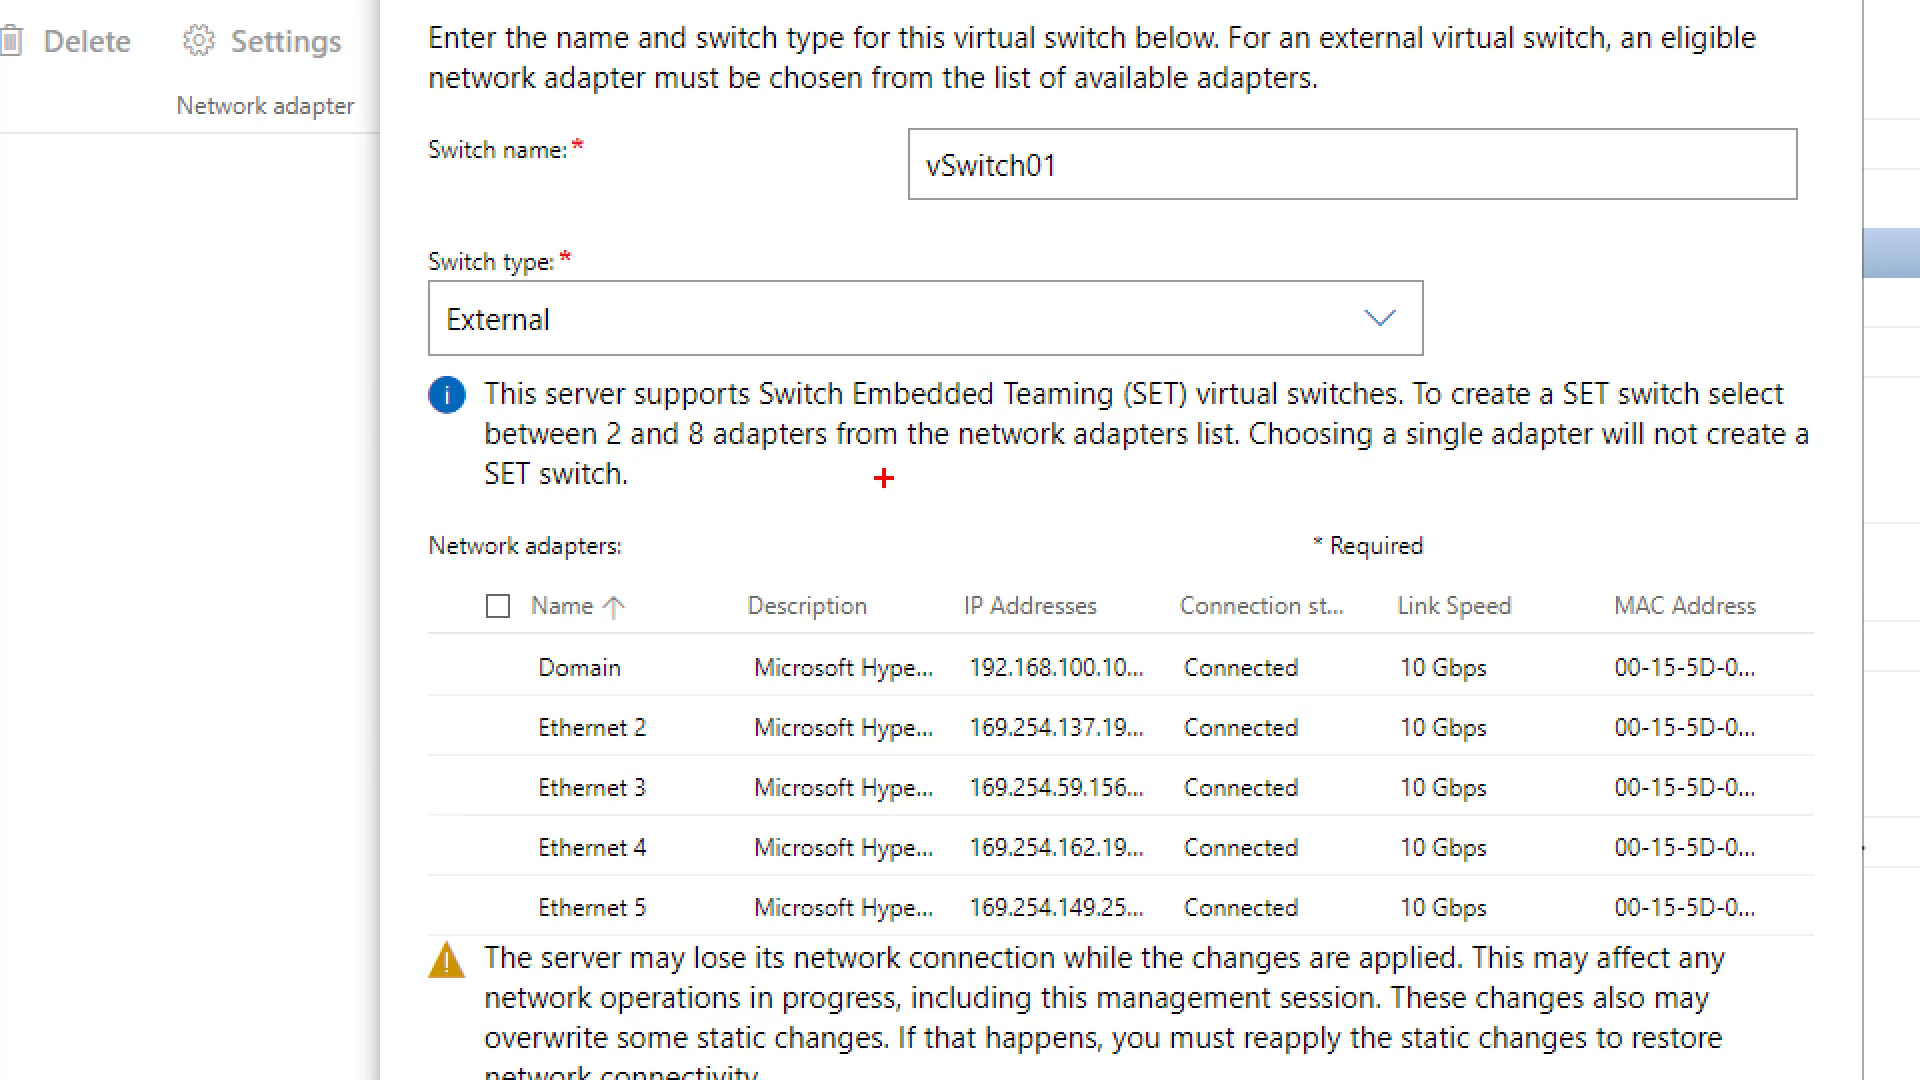 Delete Settings
Network adapter
Enter the name and switch type for this virtual switch below. For an external virtual switch, an eligible
network adapter must be chosen from the list of available adapters.
Switch name: *
vSwitch01
Switch type: *
External
This server supports Switch Embedded Teaming (SET) virtual switches. To create a SET switch select
between 2 and 8 adapters from the network adapters list. Choosing a single adapter will not create a
SET switch.
Network adapters: * Required
Name Description IP Addresses Connection st... Link Speed MAC Address
Domain Microsoft Hype... 192.168.100.10... Connected 10 Gbps 00-15-5D-0...
Ethernet 2 Microsoft Hype... 169.254.137.19... Connected 10 Gbps 00-15-5D-0...
Ethernet 3 Microsoft Hype... 169.254.59.156... Connected 10 Gbps 00-15-5D-0...
Ethernet 4 Microsoft Hype... 169.254.162.19... Connected 10 Gbps 00-15-5D-0...
Ethernet 5 Microsoft Hype... 169.254.149.25... Connected 10 Gbps 00-15-5D-0...
The server may lose its network connection while the changes are applied. This may affect any
network operations in progress, including this management session. These changes also may
overwrite some static changes. If that happens, you must reapply the static changes to restore
network connectivity.